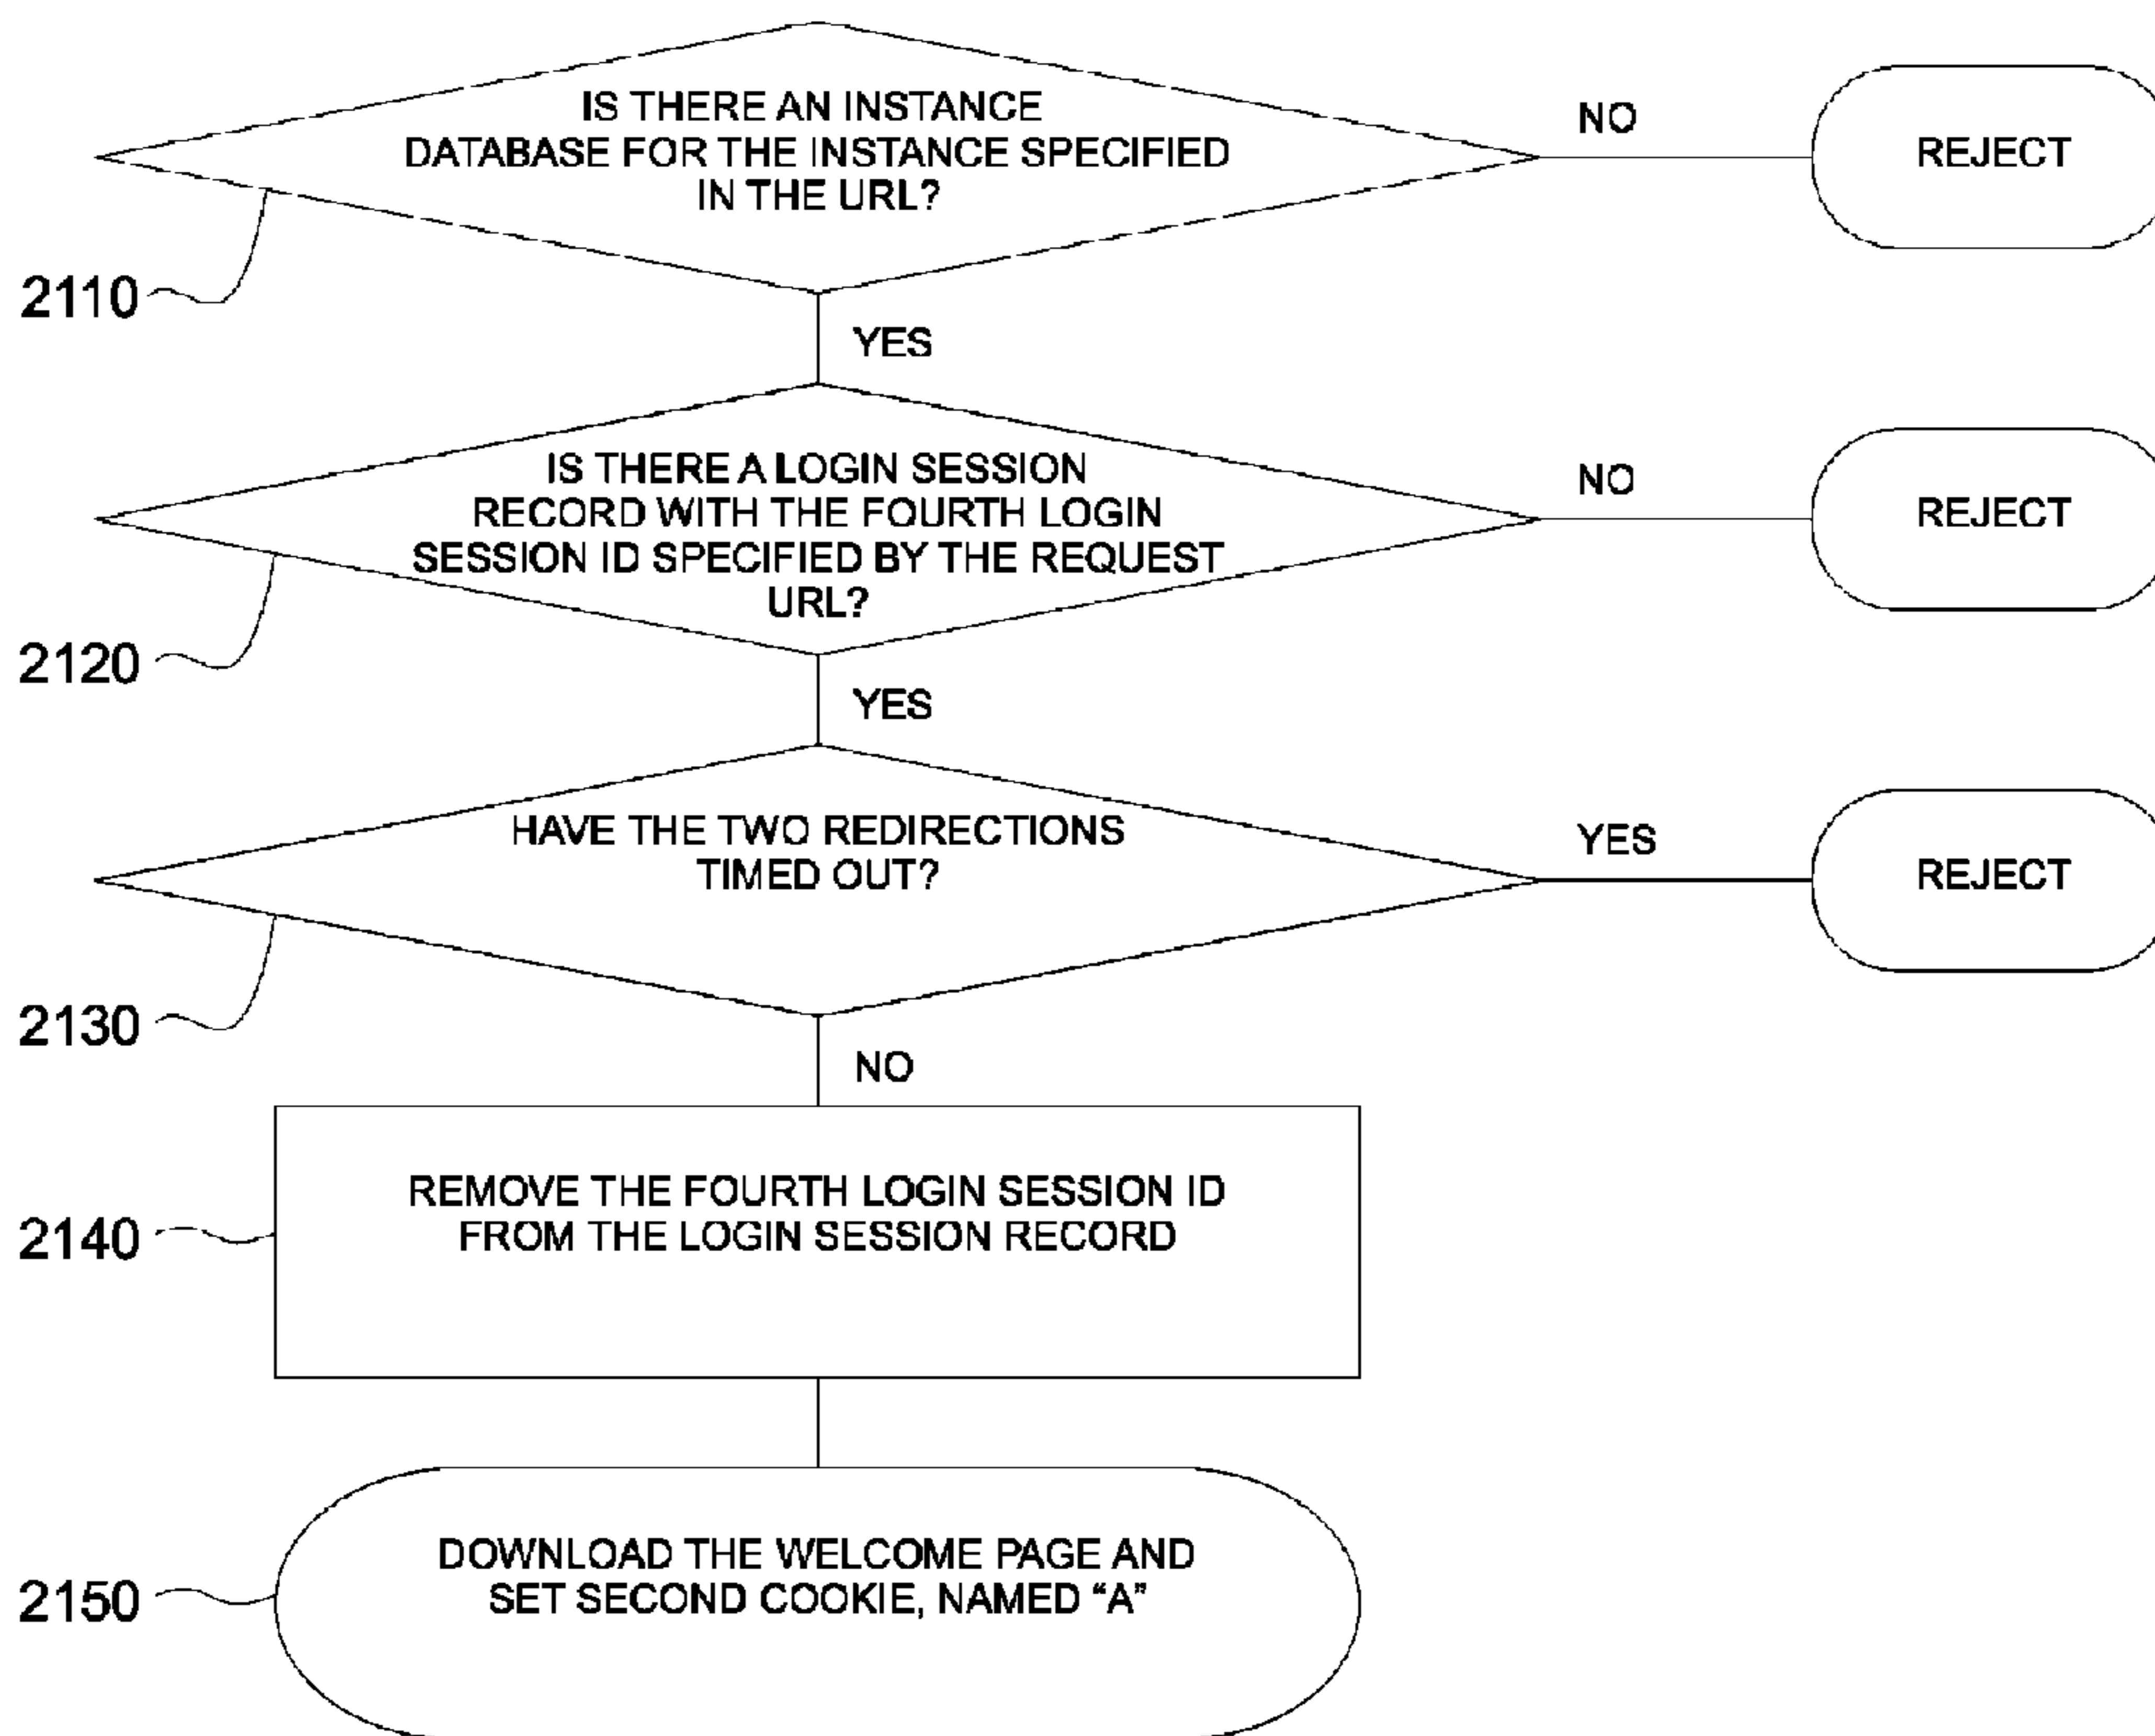 IS THERE AN INSTANCE
DATABASE FOR THE INSTANCE SPECIFIED
IN THE URL?
NO
REJECT
2110
YES
IS THERE A LOGIN SESSION
RECORD WITH THE FOURTH LOGIN
SESSION ID SPECIFIED BY THE REQUEST
URL?
NO
REJECT
2120
YES
HAVE THE TWO REDIRECTIONS
TIMED OUT?
YES
REJECT
2130
NO
REMOVE THE FOURTH LOGIN SESSION ID
FROM THE LOGIN SESSION RECORD
2140
DOWNLOAD THE WELCOME PAGE AND
SET SECOND COOKIE, NAMED “A”
2150